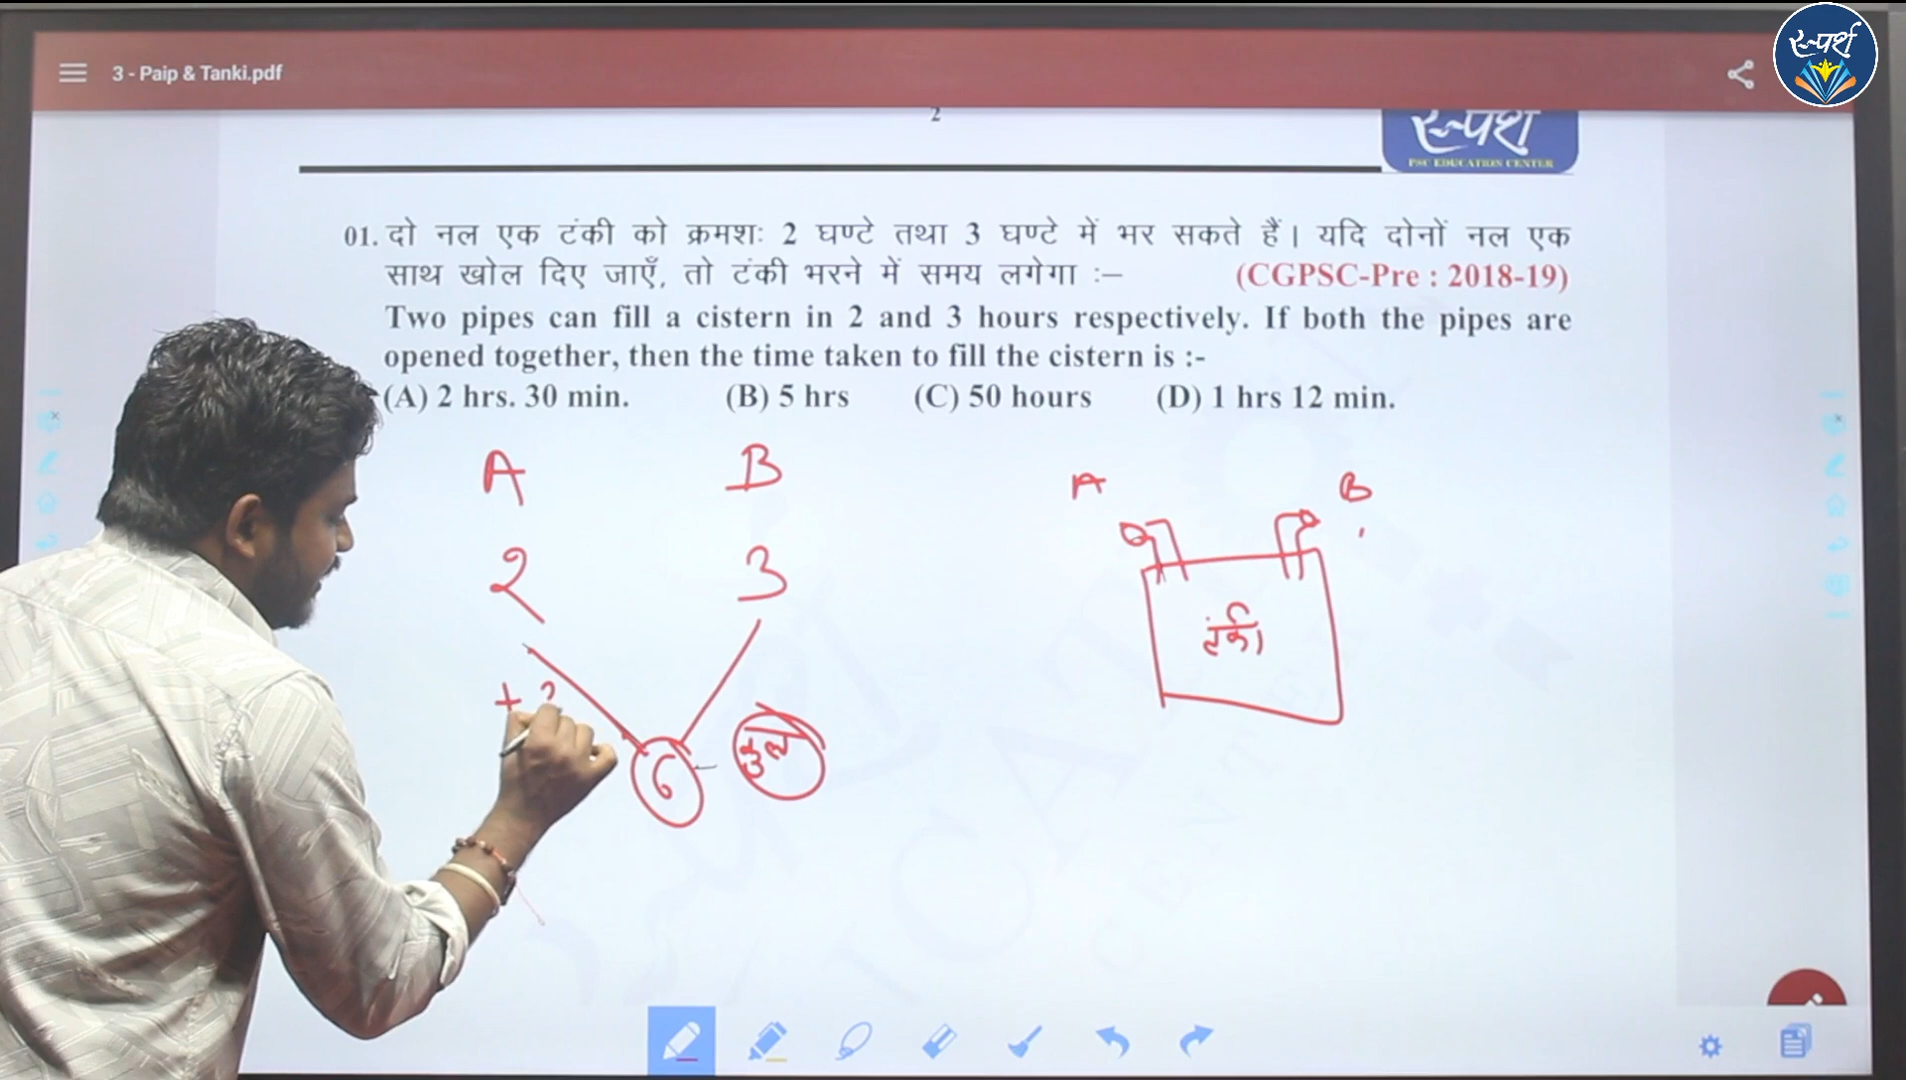 स्पर्श
3 - Paip & Tanki.pdf
2
स्पर्श
PSC EDUCATION CENTER
01. दो नल एक टंकी को क्रमशः 2 घण्टे तथा 3 घण्टे में भर सकते हैं। यदि दोनों नल एक
साथ खोल दिए जाएँ, तो टंकी भरने में समय लगेगा :– (CGPSC-Pre : 2018-19)
Two pipes can fill a cistern in 2 and 3 hours respectively. If both the pipes are
opened together, then the time taken to fill the cistern is :-
(A) 2 hrs. 30 min. (B) 5 hrs (C) 50 hours (D) 1 hrs 12 min.
A B
A B
2 3
टंकी
+
6 कुल